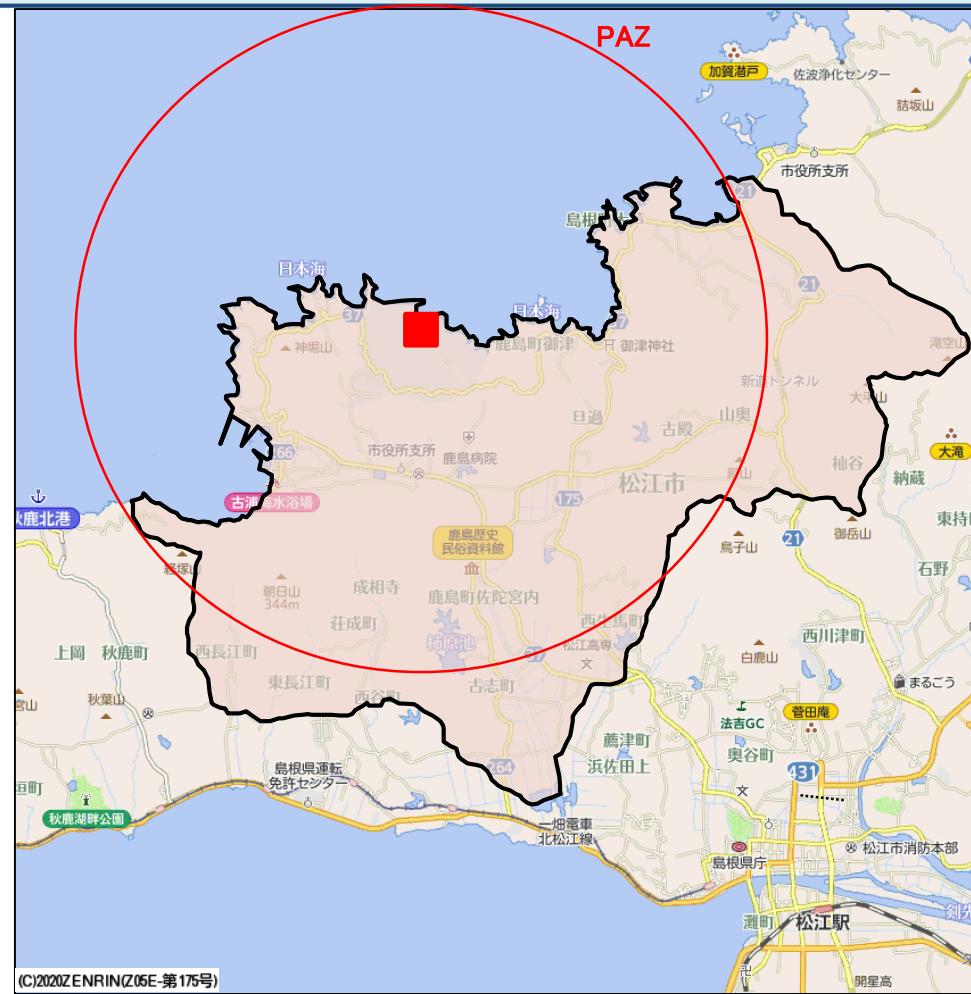 PAZ
加賀潜戸
佐波浄化センター
詰坂山
市役所支所
21
日本海
21
37
日本海
神堀山
鹿島町御津
御津神社
滝空山
新道トンネル
大平山
旦過
山奥
古殿
市役所支所
鹿島病院
大滝
松江市
柚谷
納蔵
175
古浦海水浴場
秋鹿北港
御岳山
東持田
21
鹿島歴史
民俗資料館
烏子山
経塚山
石野
朝日山
344m
成相寺
鹿島町佐陀宮内
荘成町
西生馬町
西川津町
柿原池
松江高専
上岡
秋鹿町
西長江町
37
白鹿山
東長江町
古志町
まるごう
西谷町
秋葉山
菅田庵
法吉GC
薦津町
浜佐田上
奥谷町
島根県運転
免許センター
264
431
秋鹿湖畔公園
一畑電車
北松江線
松江市消防本部
島根県庁
灘町
松江駅
開星高
(C)2020ZENRIN(Z05E-第175号)